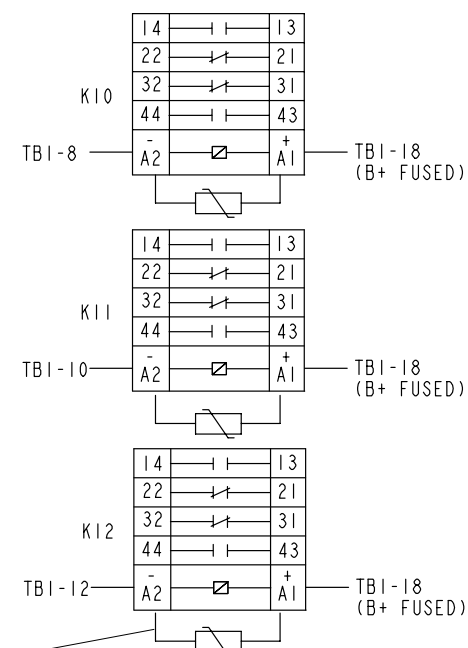 14 13
22 21
32 31
K10
44 43
- +
TB1-8 A2 A1 TB1-18
(B+ FUSED)
14 13
22 21
32 31
K11
44 43
- +
TB1-10 A2 A1 TB1-18
(B+ FUSED)
14 13
22 21
32 31
K12
44 43
- +
TB1-12 A2 A1 TB1-18
(B+ FUSED)